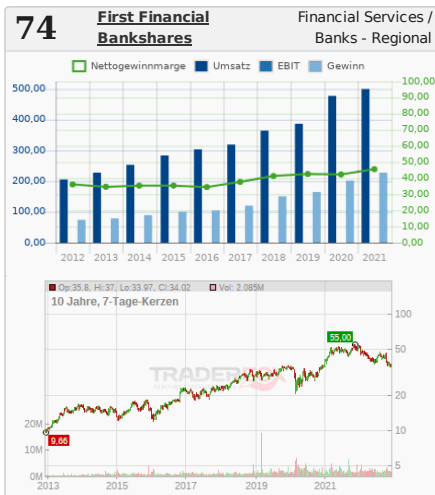 74
First Financial
Bankshares
Financial Services /
Banks - Regional
Nettogewinnmarge Umsatz EBIT Gewinn
500,00
400,00
300,00
200,00
100,00
0,00
100,00
90,00
80,00
70,00
60,00
50,00
40,00
30,00
20,00
10,00
0,00
2012 2013 2014 2015 2016 2017 2018 2019 2020 2021
Op:35.8, Hi:37, Lo:33.97, Cl:34.02 Vol: 2.085M
10 Jahre, 7-Tage-Kerzen
55,00
9,66
100
50
20
10
5
20M
10M
0M
2013 2015 2017 2019 2021